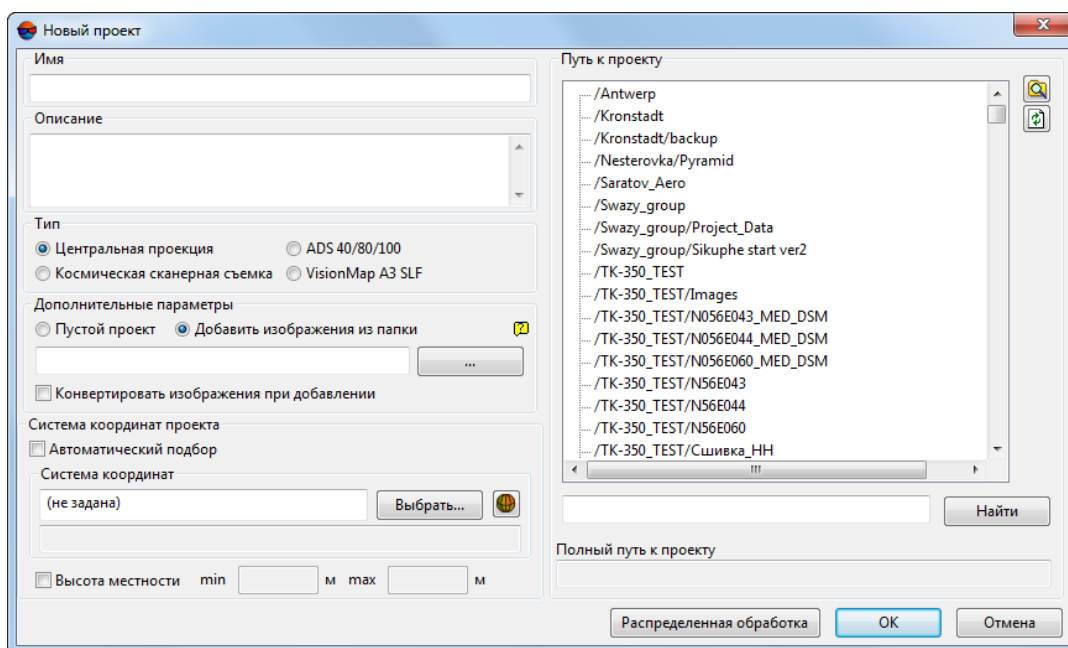 Новый проект
Имя
Описание
Тип
Центральная проекция
ADS 40/80/100
Космическая сканерная съемка
VisionMap A3 SLF
Дополнительные параметры
Пустой проект
Добавить изображения из папки
?
...
Конвертировать изображения при добавлении
Система координат проекта
Автоматический подбор
Система координат
(не задана)
Выбрать...
Высота местности min м max м
Путь к проекту
/Antwerp
/Kronstadt
/Kronstadt/backup
/Nesterovka/Pyramid
/Saratov_Aero
/Swazy_group
/Swazy_group/Project_Data
/Swazy_group/Sikuphe start ver2
/TK-350_TEST
/TK-350_TEST/Images
/TK-350_TEST/N056E043_MED_DSM
/TK-350_TEST/N056E044_MED_DSM
/TK-350_TEST/N056E060_MED_DSM
/TK-350_TEST/N56E043
/TK-350_TEST/N56E044
/TK-350_TEST/N56E060
/TK-350_TEST/Сшивка_НН
Найти
Полный путь к проекту
Распределенная обработка
OK
Отмена